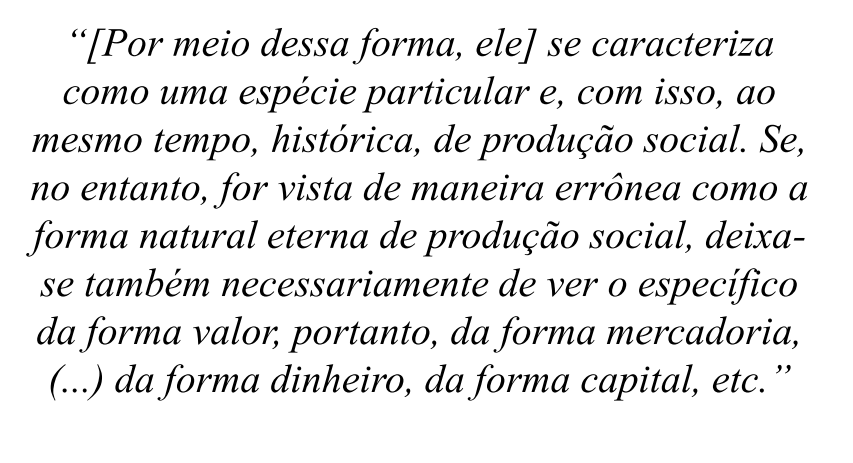 “[Por meio dessa forma, ele] se caracteriza
como uma espécie particular e, com isso, ao
mesmo tempo, histórica, de produção social. Se,
no entanto, for vista de maneira errônea como a
forma natural eterna de produção social, deixa-
se também necessariamente de ver o específico
da forma valor, portanto, da forma mercadoria,
(...) da forma dinheiro, da forma capital, etc.”